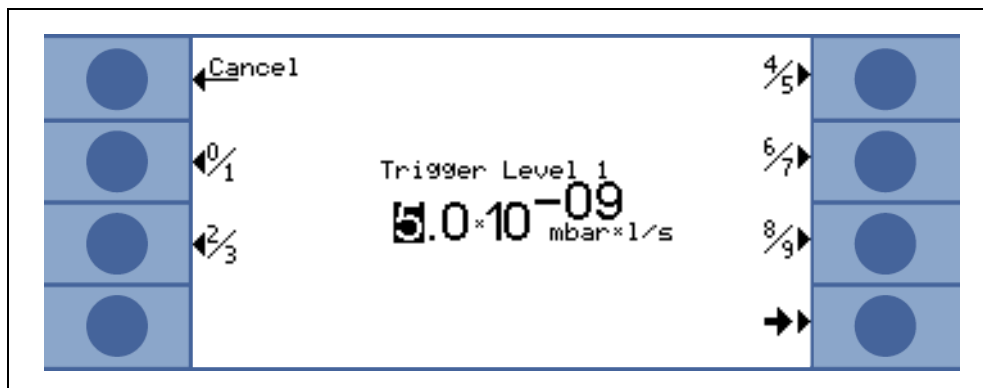 Cancel
0/1
2/3
Trigger Level 1
5.0×10⁻⁰⁹
mbar×l/s
4/5
6/7
8/9